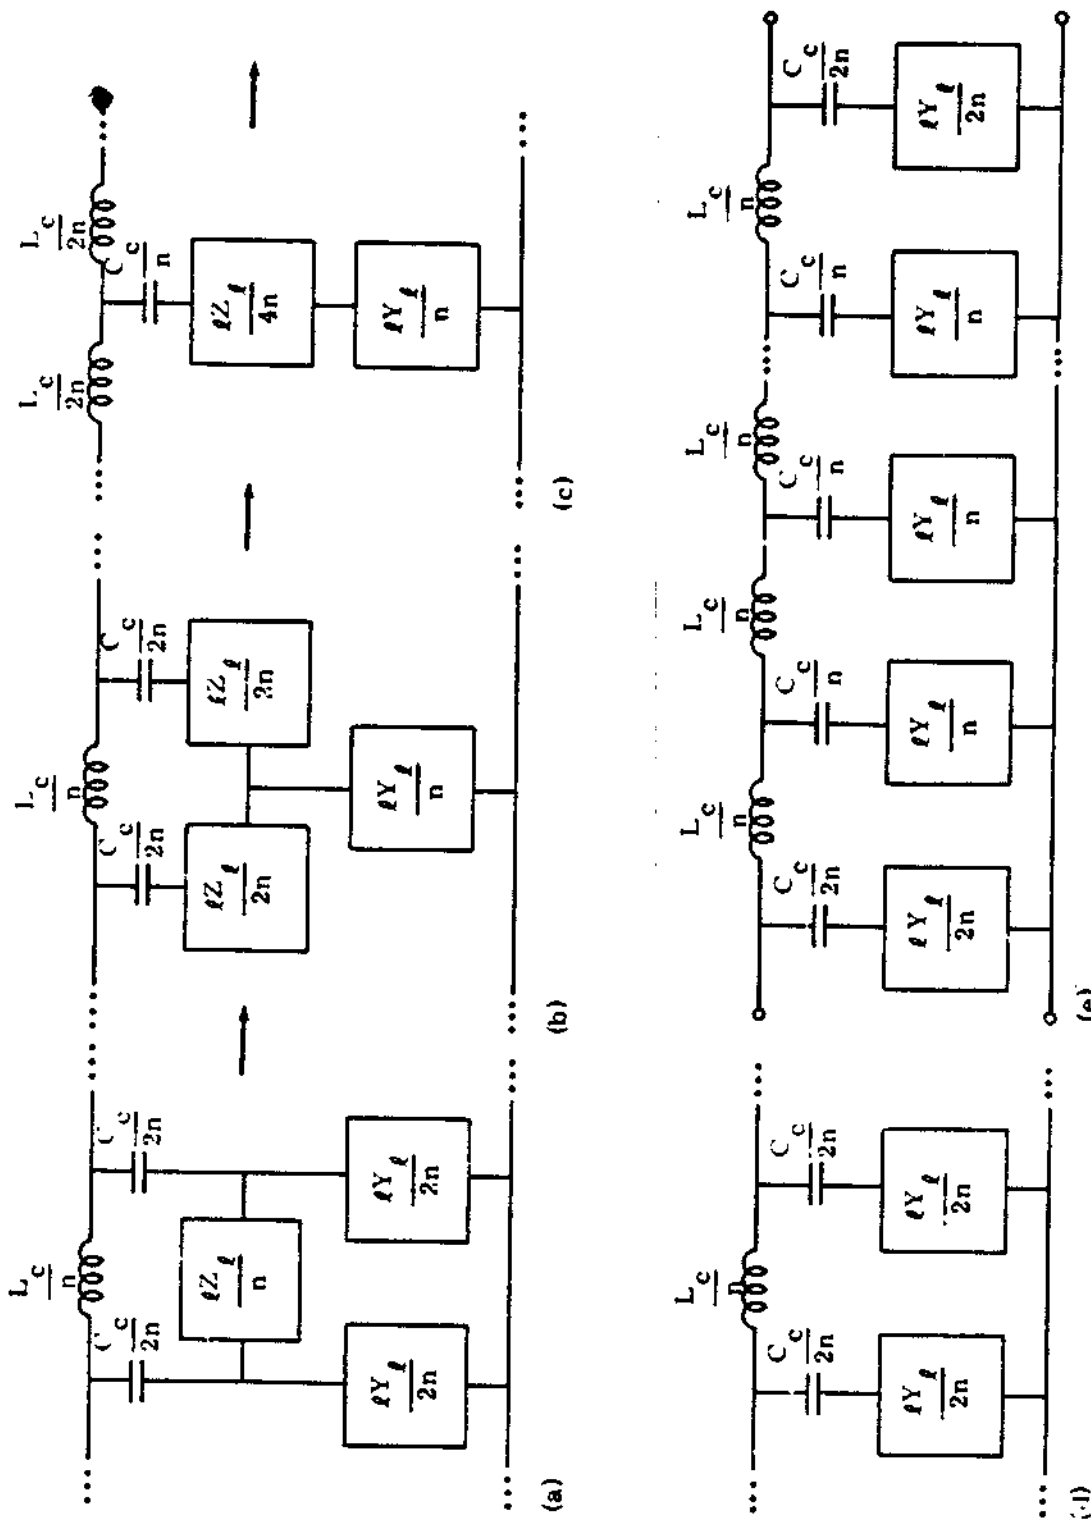 L_c/n
C_c/2n
C_c/2n
ℓZ_ℓ/n
ℓY_ℓ/2n
ℓY_ℓ/2n
(a)
L_c/n
C_c/2n
C_c/2n
ℓZ_ℓ/2n
ℓZ_ℓ/2n
ℓY_ℓ/n
(b)
L_c/2n
L_c/2n
C_c/n
ℓZ_ℓ/4n
ℓY_ℓ/n
(c)
L_c/n
C_c/2n
C_c/2n
ℓY_ℓ/2n
ℓY_ℓ/2n
(d)
L_c/n
L_c/n
L_c/n
L_c/n
C_c/2n
C_c/n
C_c/n
C_c/n
C_c/2n
ℓY_ℓ/2n
ℓY_ℓ/n
ℓY_ℓ/n
ℓY_ℓ/n
ℓY_ℓ/2n
(e)